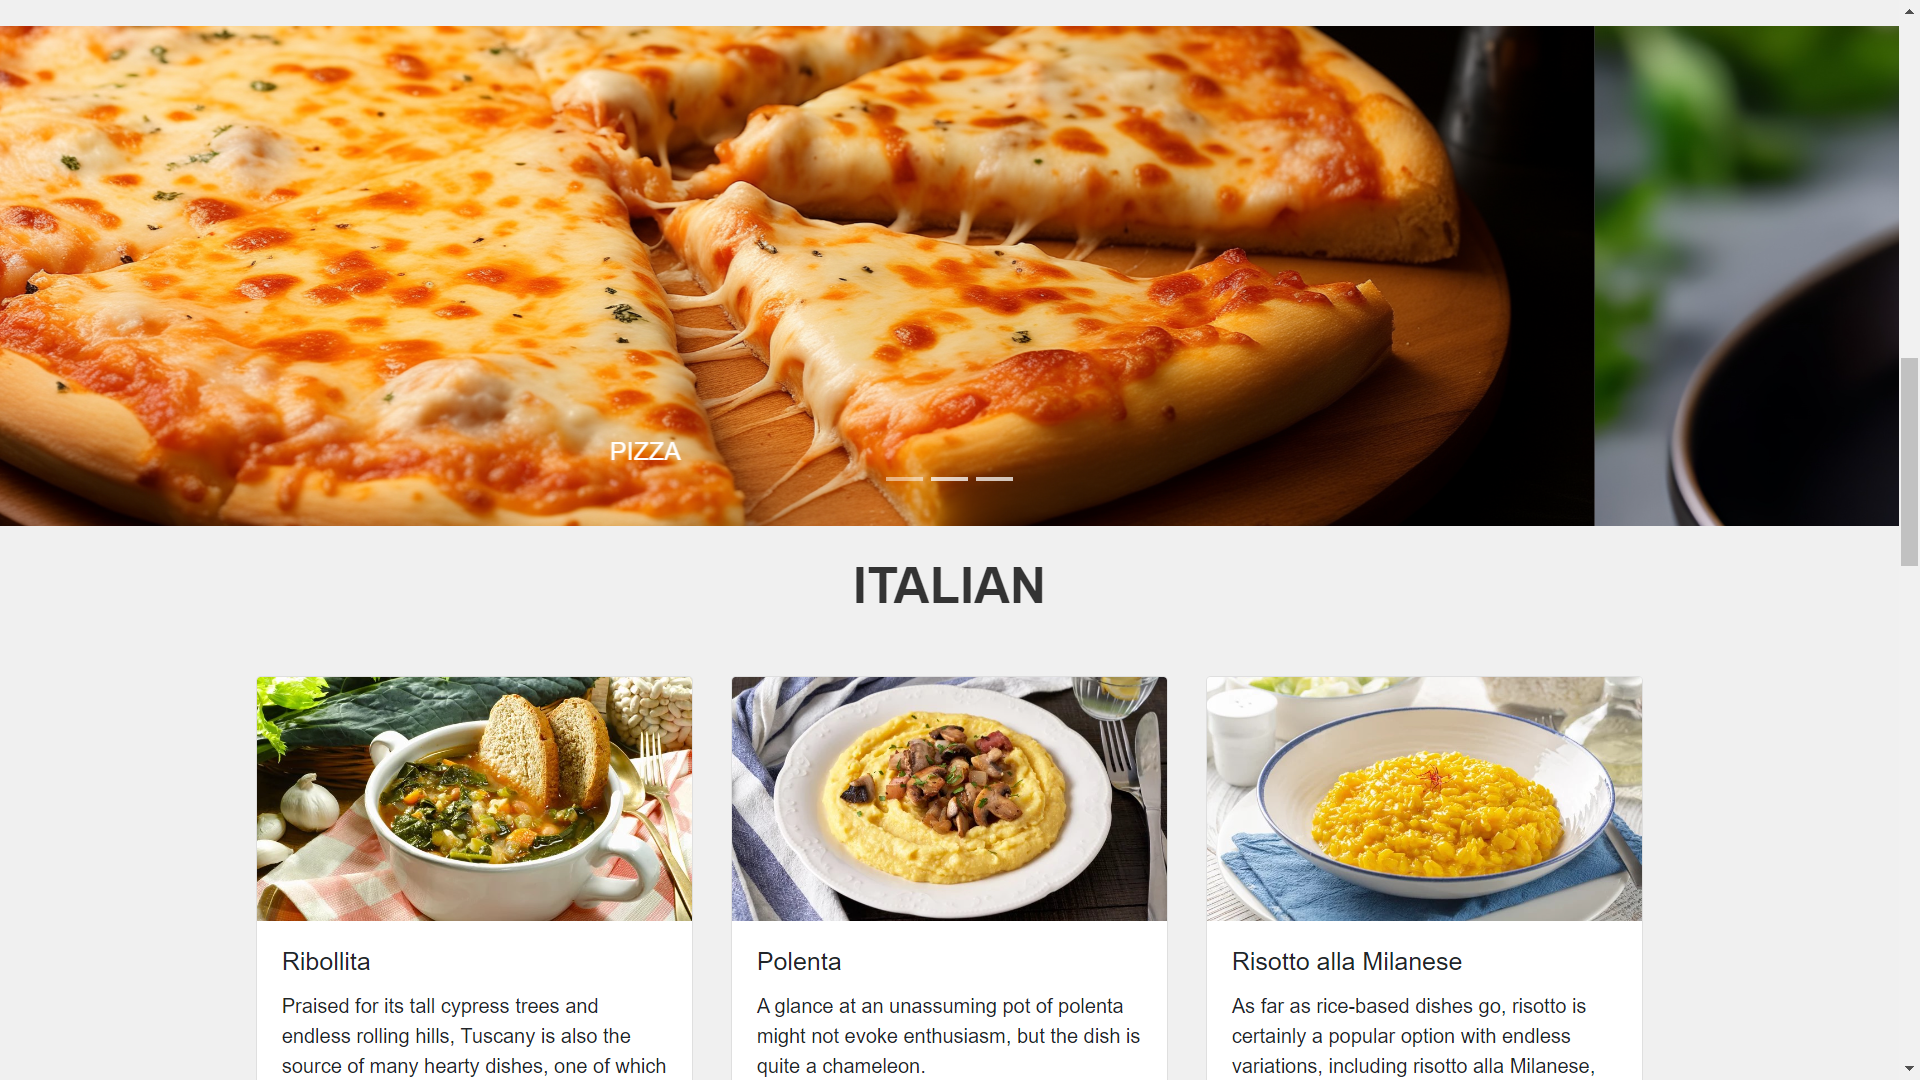 PIZZA
ITALIAN
Ribollita
Praised for its tall cypress trees and
endless rolling hills, Tuscany is also the
source of many hearty dishes, one of which
Polenta
A glance at an unassuming pot of polenta
might not evoke enthusiasm, but the dish is
quite a chameleon.
Risotto alla Milanese
As far as rice-based dishes go, risotto is
certainly a popular option with endless
variations, including risotto alla Milanese,